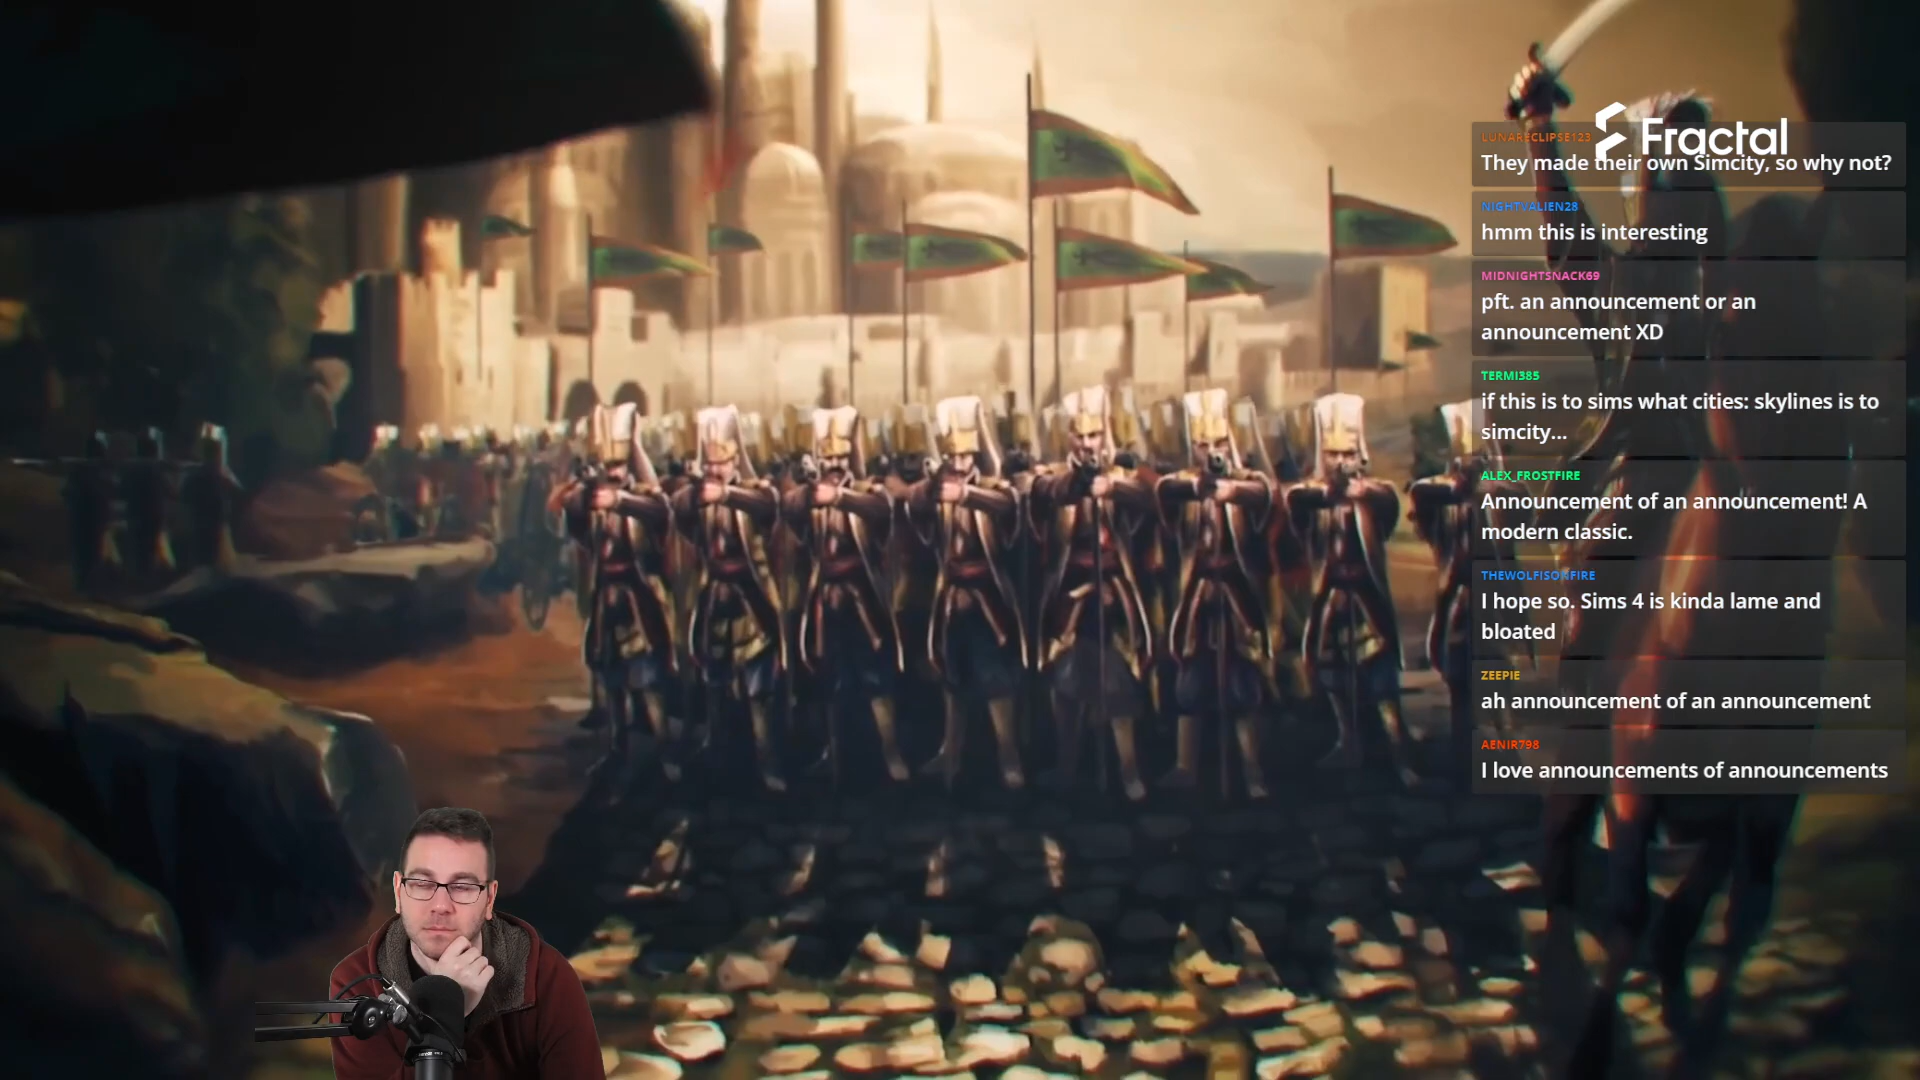 Fractal
LUNARECLIPSE123
They made their own Simcity, so why not?
NIGHTVALIEN28
hmm this is interesting
MIDNIGHTSNACK69
pft. an announcement or an
announcement XD
TERMI385
if this is to sims what cities: skylines is to
simcity...
ALEX_FROSTFIRE
Announcement of an announcement! A
modern classic.
THEWOLFISONFIRE
I hope so. Sims 4 is kinda lame and
bloated
ZEEPIE
ah announcement of an announcement
AENIR798
I love announcements of announcements